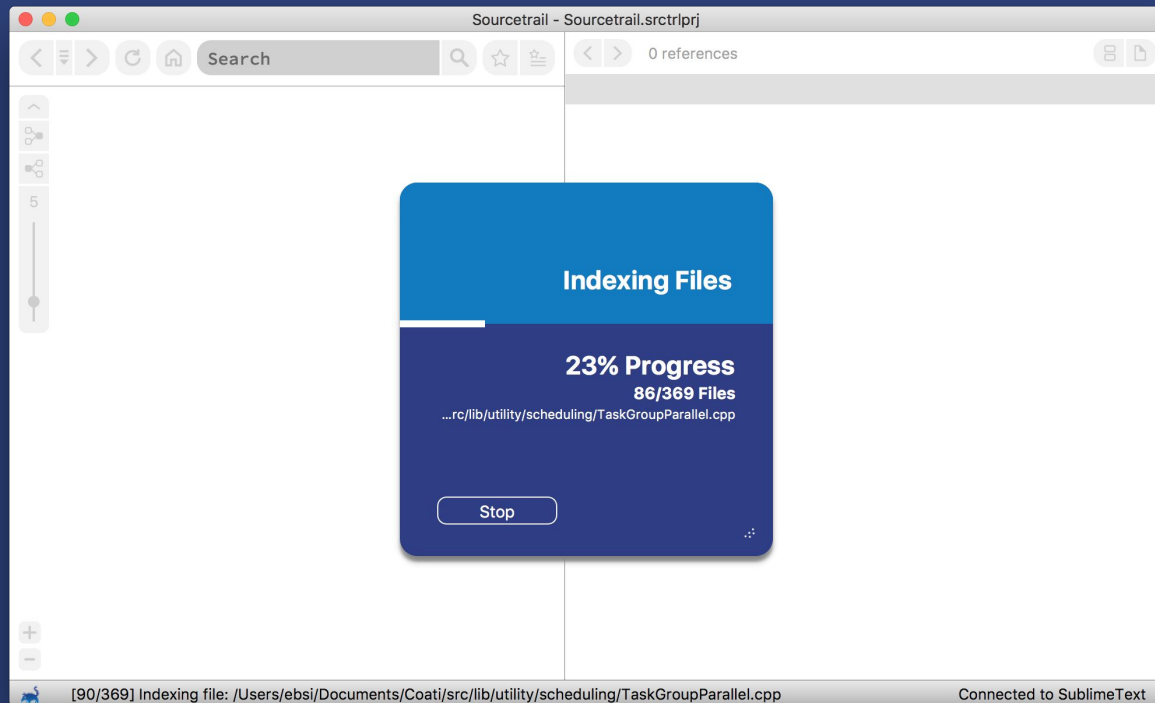 Sourcetrail - Sourcetrail.srctrlprj
Search
0 references
5
Indexing Files
23% Progress
86/369 Files
...rc/lib/utility/scheduling/TaskGroupParallel.cpp
Stop
[90/369] Indexing file: /Users/ebsi/Documents/Coati/src/lib/utility/scheduling/TaskGroupParallel.cpp
Connected to SublimeText